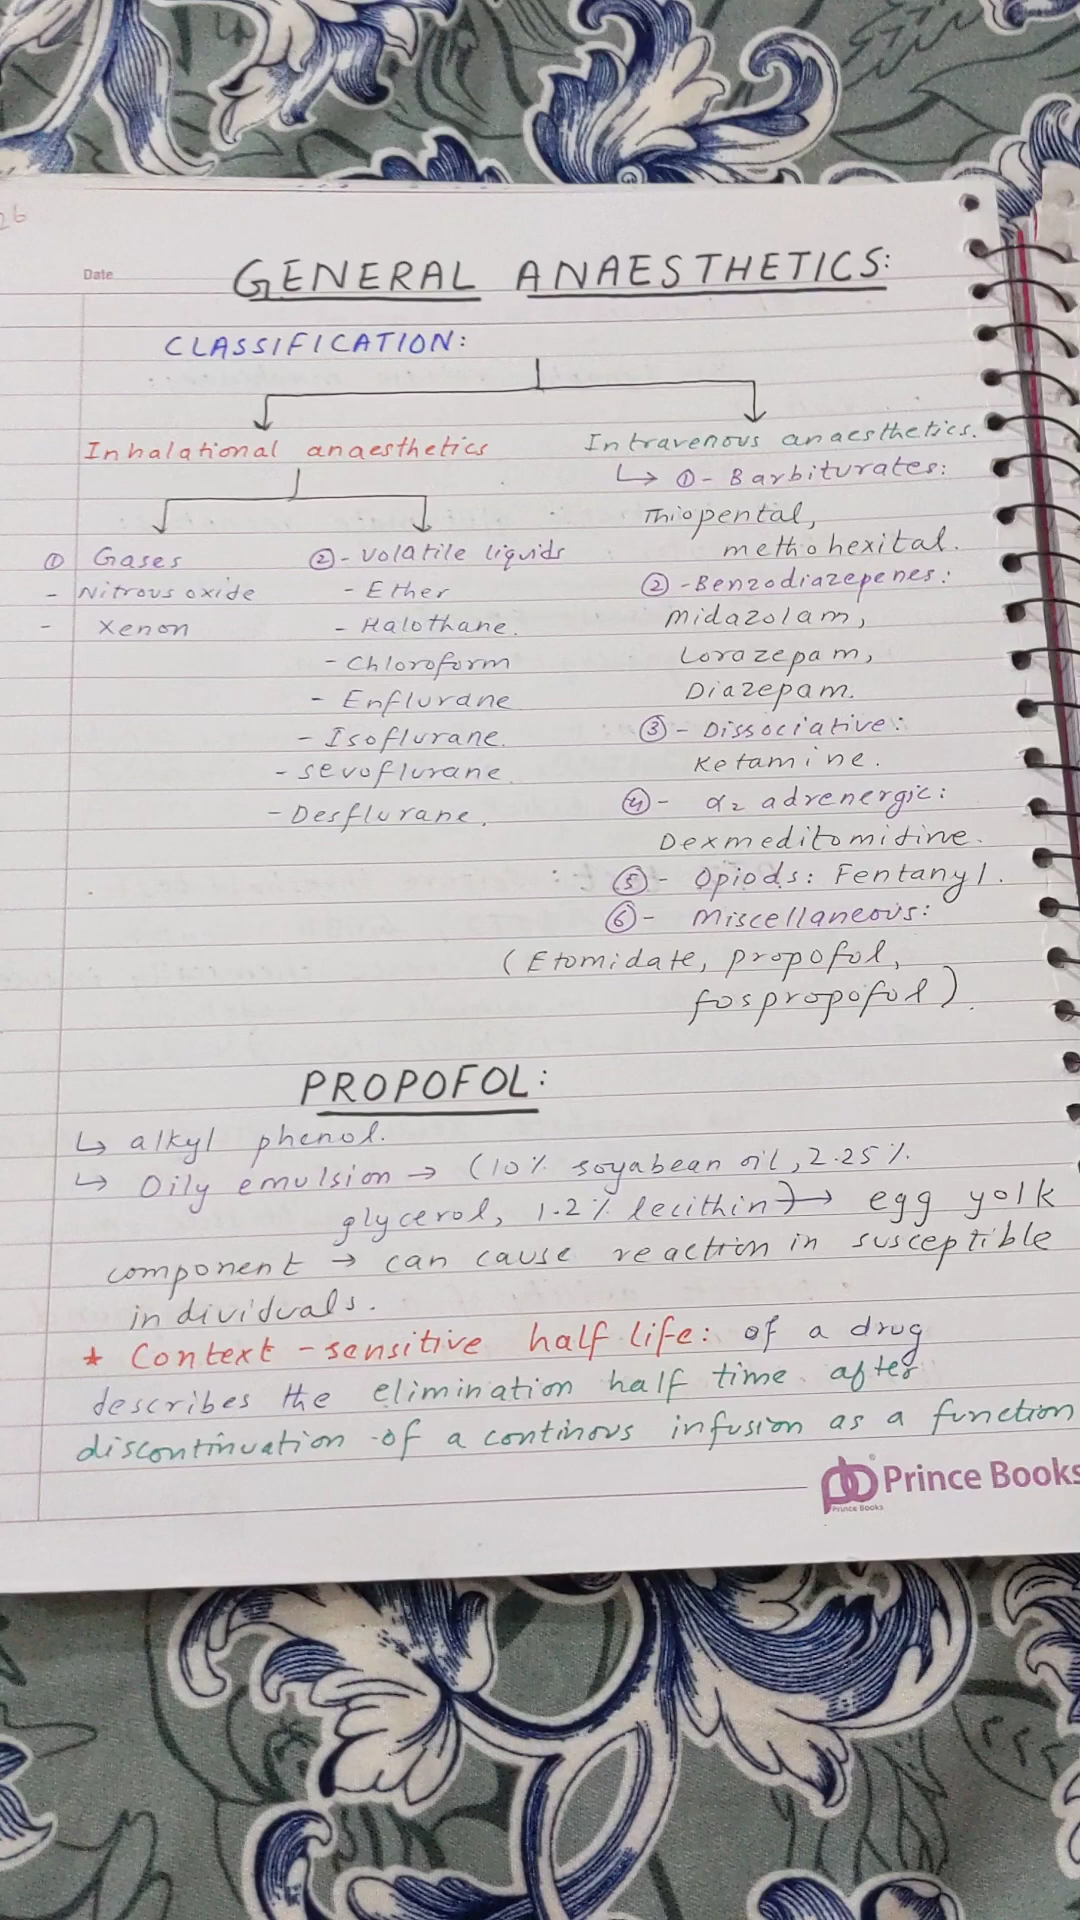 26
Date
GENERAL ANAESTHETICS:
CLASSIFICATION:
Inhalational anaesthetics
① Gases
- Nitrous oxide
- Xenon
②- Volatile liquids
- Ether
- Halothane.
- Chloroform
- Enflurane
- Isoflurane.
- Sevoflurane.
- Desflurane.
Intravenous anaesthetics.
↳ ①- Barbiturates:
Thiopental,
methohexital.
②-Benzodiazepenes:
Midazolam,
Lorazepam,
Diazepam.
③- Dissociative:
Ketamine.
④- α₂ adrenergic:
Dexmeditomidine.
⑤- Opiods: Fentanyl.
⑥- Miscellaneous:
(Etomidate, propofol,
fospropofol).
PROPOFOL:
↳ alkyl phenol.
↳ Oily emulsion → (10% soyabean oil, 2.25%
glycerol, 1.2% lecithin) → egg yolk
component → can cause reaction in susceptible
individuals.
* Context-sensitive half life: of a drug
describes the elimination half time after
discontinuation of a continous infusion as a function
Prince Books
Prince Books